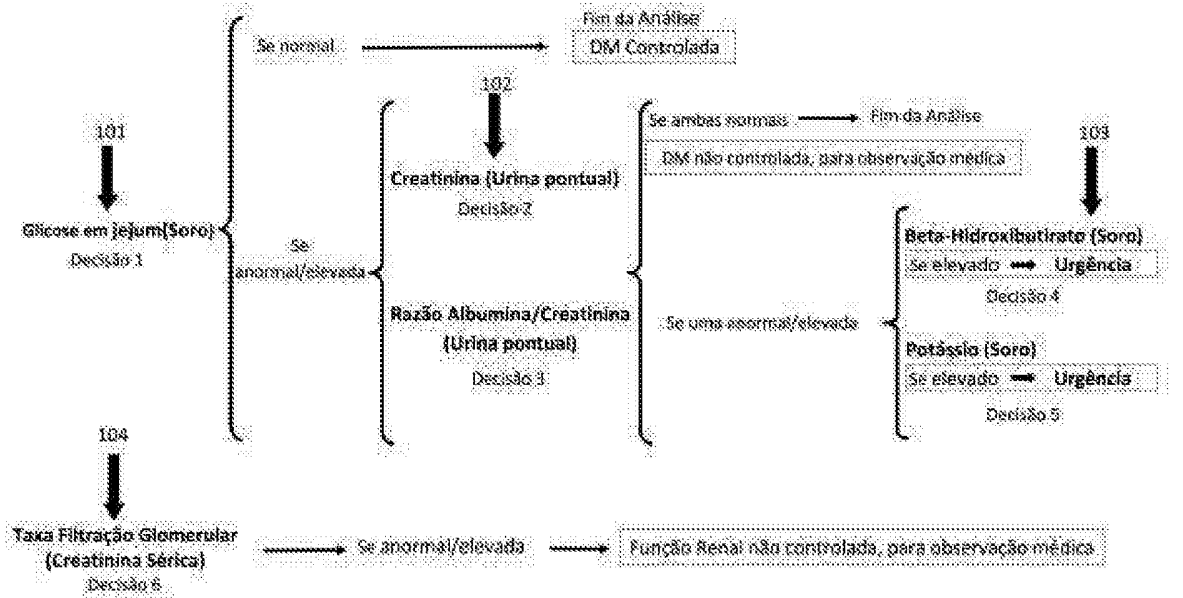 Fim da Análise
Se normal
DM Controlada
102
101
Se ambas normais
Fim da Análise
103
DM não controlada, para observação médica
Creatinina (Urina pontual)
Decisão 2
Glicose em jejum(Soro)
Decisão 1
Se
anormal/elevada
Beta-Hidroxibutirato (Soro)
Se elevado
Urgência
Decisão 4
Razão Albumina/Creatinina
(Urina pontual)
Decisão 3
Se uma anormal/elevada
Potássio (Soro)
Se elevado
Urgência
Decisão 5
104
Taxa Filtração Glomerular
(Creatinina Sérica)
Decisão 6
Se anormal/elevada
Função Renal não controlada, para observação médica